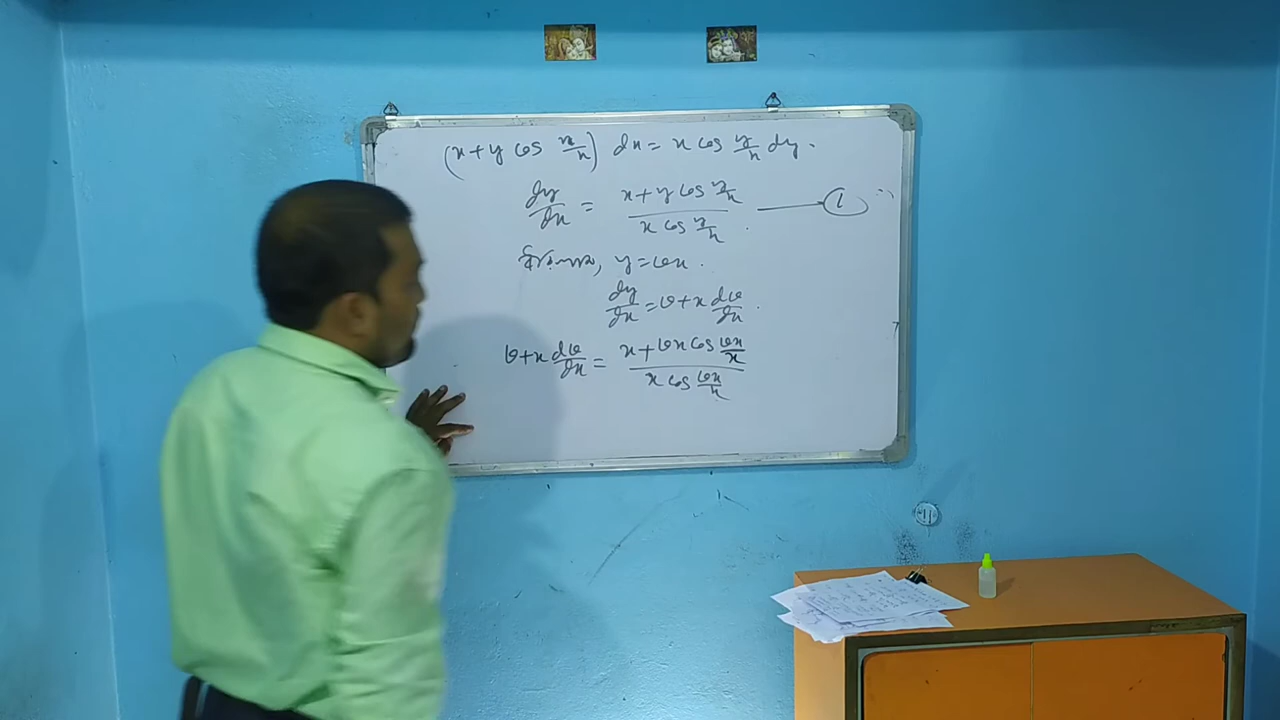 (x + y cos y/x) dx = x cos y/x dy.
dy/dx = (x + y cos y/x) / (x cos y/x) —— (1)
y = vx.
dy/dx = v + x dv/dx.
v + x dv/dx = (x + vx cos vx/x) / (x cos vx/x)